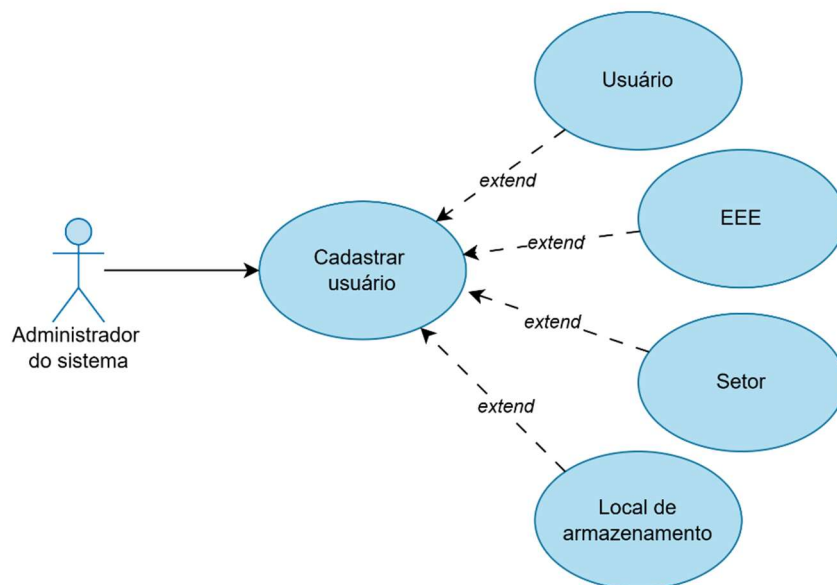 Usuário
extend
EEE
extend
Cadastrar
usuário
Administrador
do sistema
extend
Setor
extend
Local de
armazenamento